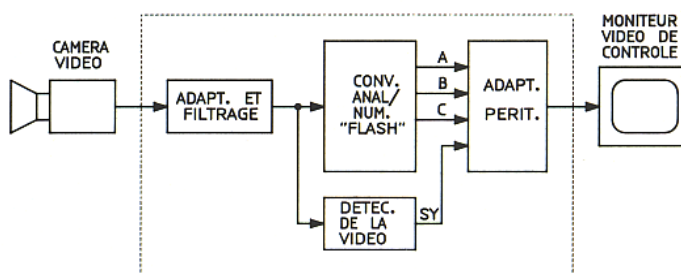 CAMERA
VIDEO
ADAPT. ET
FILTRAGE
CONV.
ANAL/
NUM.
"FLASH"
A
B
C
DETEC.
DE LA
VIDEO
SY
ADAPT.
PERIT.
MONITEUR
VIDEO DE
CONTROLE